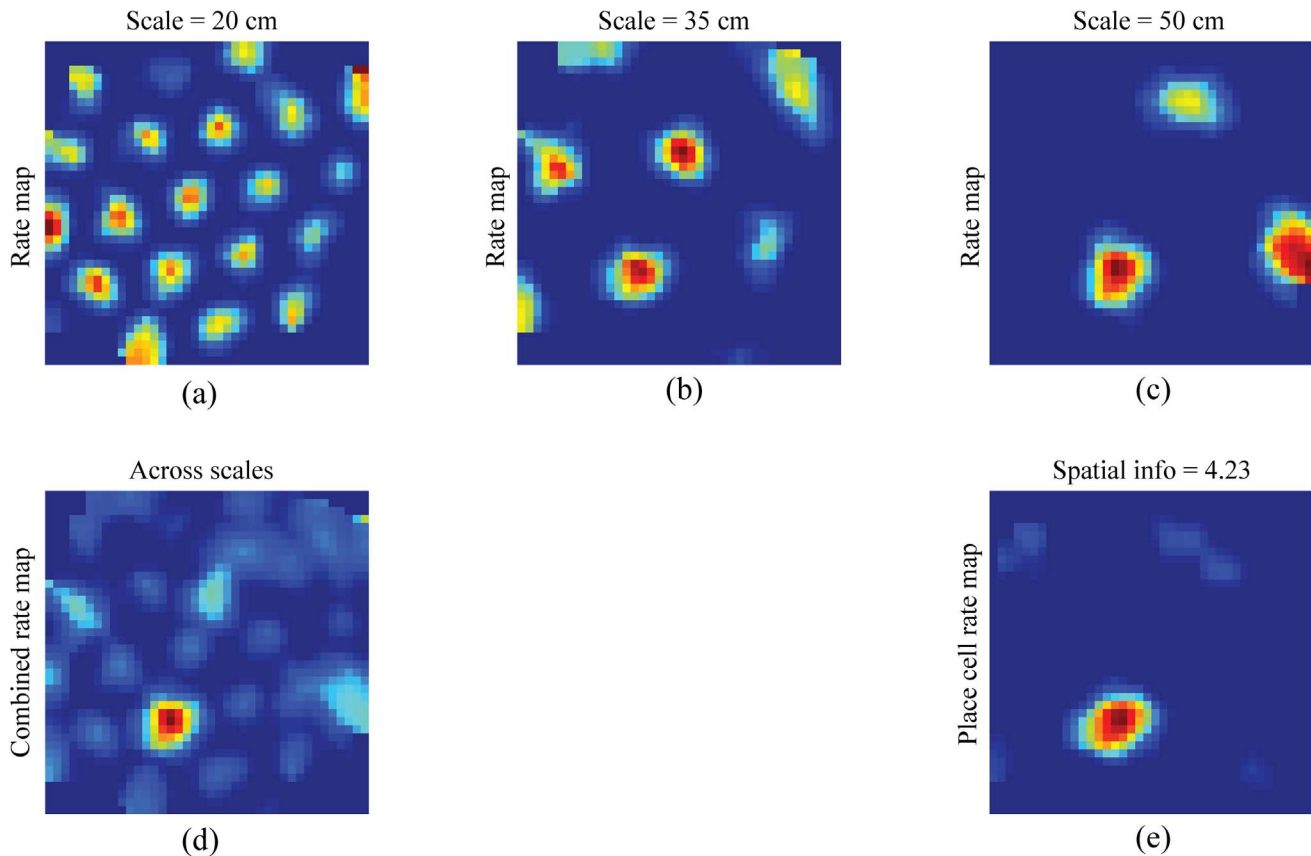 Scale = 20 cm
Scale = 35 cm
Scale = 50 cm
Rate map
Rate map
Rate map
(a)
(b)
(c)
Across scales
Spatial info = 4.23
Combined rate map
Place cell rate map
(d)
(e)